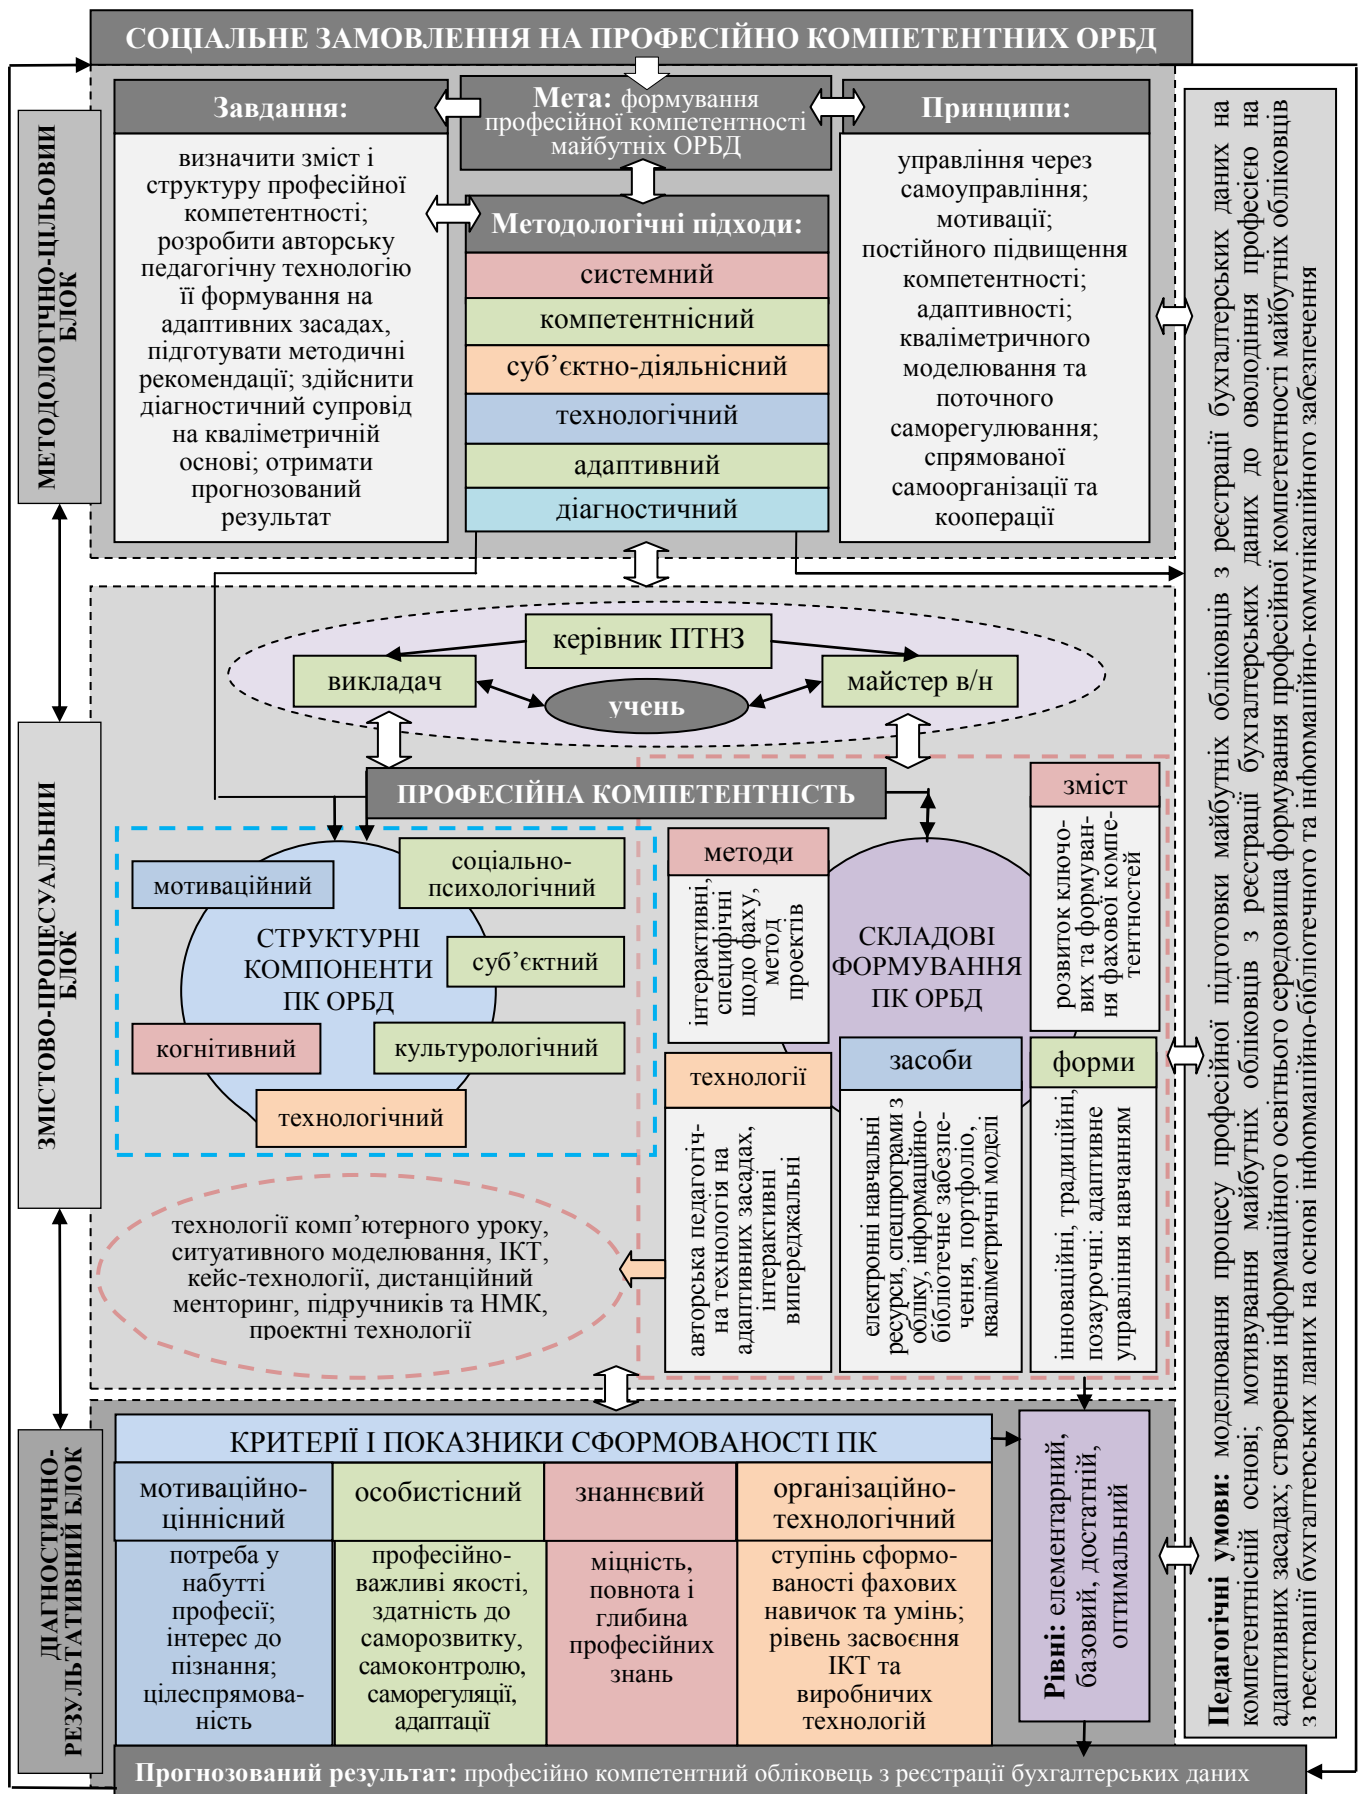 СОЦІАЛЬНЕ ЗАМОВЛЕННЯ НА ПРОФЕСІЙНО КОМПЕТЕНТНИХ ОРБД
МЕТОДОЛОГІЧНО-ЦІЛЬОВИЙ
БЛОК
Завдання:
визначити зміст і
структуру професійної
компетентності;
розробити авторську
педагогічну технологію
її формування на
адаптивних засадах,
підготувати методичні
рекомендації; здійснити
діагностичний супровід
на кваліметричній
основі; отримати
прогнозований
результат
Мета: формування
професійної компетентності
майбутніх ОРБД
Методологічні підходи:
системний
компетентнісний
суб’єктно-діяльнісний
технологічний
адаптивний
діагностичний
Принципи:
управління через
самоуправління;
мотивації;
постійного підвищення
компетентності;
адаптивності;
кваліметричного
моделювання та
поточного
саморегулювання;
спрямованої
самоорганізації та
кооперації
ЗМІСТОВО-ПРОЦЕСУАЛЬНИЙ
БЛОК
керівник ПТНЗ
викладач
майстер в/н
учень
ПРОФЕСІЙНА КОМПЕТЕНТНІСТЬ
мотиваційний
соціально-
психологічний
СТРУКТУРНІ
КОМПОНЕНТИ
ПК ОРБД
суб’єктний
когнітивний
культурологічний
технологічний
методи
інтерактивні,
специфічні
щодо фаху,
метод
проектів
СКЛАДОВІ
ФОРМУВАННЯ
ПК ОРБД
зміст
розвиток ключо-
вих та формуван-
ня фахової компе-
тентностей
технології
авторська педагогіч-
на технологія на
адаптивних засадах,
інтерактивні
випереджальні
засоби
електронні навчальні
ресурси, спецпрограми з
обліку, інформаційно-
бібліотечне забезпе-
чення, портфоліо,
кваліметричні моделі
форми
інноваційні, традиційні,
позаурочні: адаптивне
управління навчанням
технології комп’ютерного уроку,
ситуативного моделювання, ІКТ,
кейс-технології, дистанційний
менторинг, підручників та НМК,
проектні технології
ДІАГНОСТИЧНО-
РЕЗУЛЬТАТИВНИЙ БЛОК
КРИТЕРІЇ І ПОКАЗНИКИ СФОРМОВАНОСТІ ПК
мотиваційно-
ціннісний
потреба у
набутті
професії;
інтерес до
пізнання;
цілеспрямова-
ність
особистісний
професійно-
важливі якості,
здатність до
саморозвитку,
самоконтролю,
саморегуляції,
адаптації
знаннєвий
міцність,
повнота і
глибина
професійних
знань
організаційно-
технологічний
ступінь сформо-
ваності фахових
навичок та умінь;
рівень засвоєння
ІКТ та
виробничих
технологій
Рівні: елементарний,
базовий, достатній,
оптимальний
Педагогічні умови: моделювання процесу професійної підготовки майбутніх обліковців з реєстрації бухгалтерських даних на
компетентнісній основі; мотивування майбутніх обліковців з реєстрації бухгалтерських даних до оволодіння професією на
адаптивних засадах; створення інформаційного освітнього середовища формування професійної компетентності майбутніх обліковців
з реєстрації бухгалтерських даних на основі інформаційно-бібліотечного та інформаційно-комунікаційного забезпечення
Прогнозований результат: професійно компетентний обліковець з реєстрації бухгалтерських даних